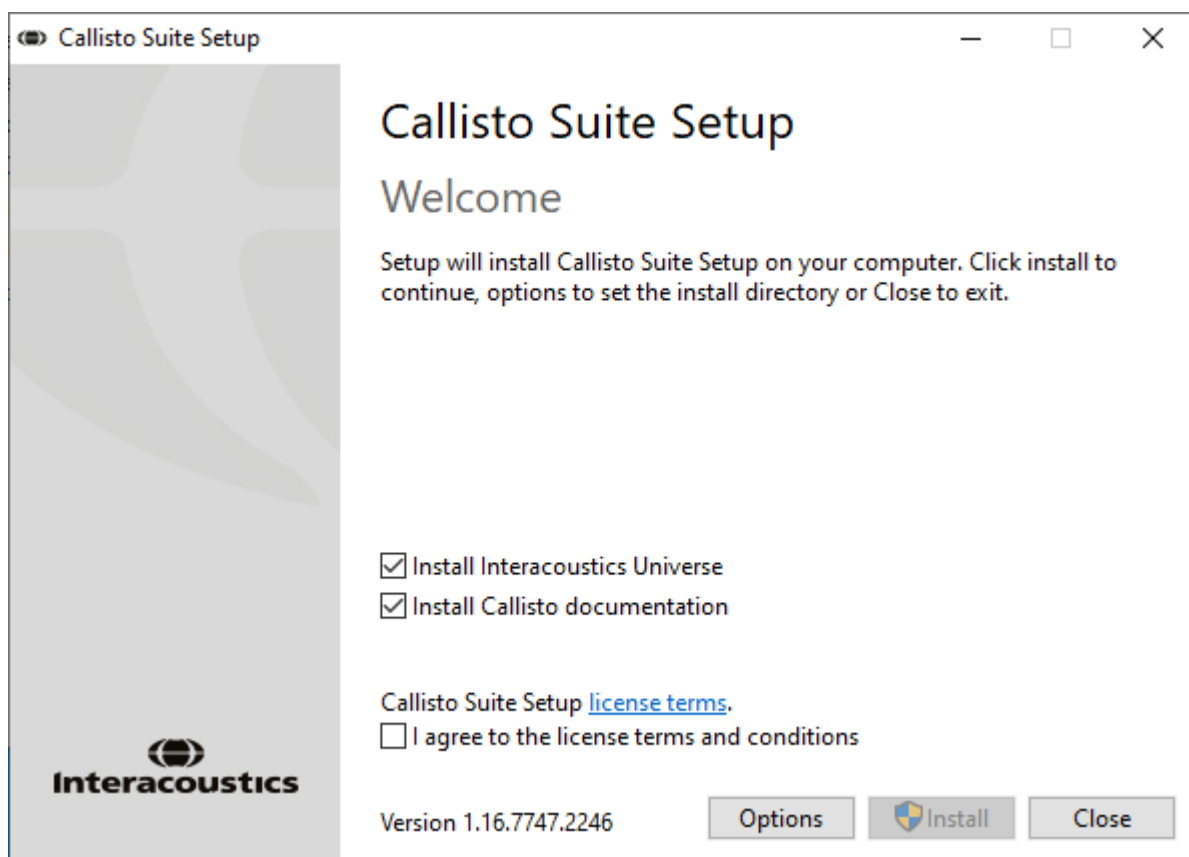 Callisto Suite Setup
Callisto Suite Setup
Welcome
Setup will install Callisto Suite Setup on your computer. Click install to
continue, options to set the install directory or Close to exit.
Install Interacoustics Universe
Install Callisto documentation
Callisto Suite Setup license terms.
I agree to the license terms and conditions
Interacoustics
Version 1.16.7747.2246
Options
Install
Close